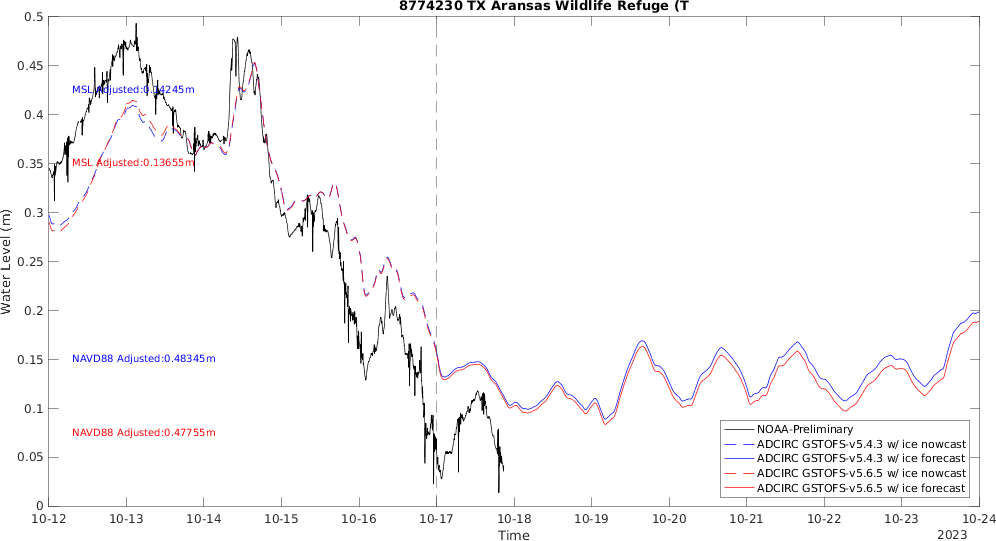 8774230 TX Aransas Wildlife Refuge (T
0.5
0.45
0.4
0.35
0.3
0.25
0.2
0.15
0.1
0.05
0
Water Level (m)
MSL Adjusted:0.14245m
MSL Adjusted:0.13655m
NAVD88 Adjusted:0.48345m
NAVD88 Adjusted:0.47755m
NOAA-Preliminary
ADCIRC GSTOFS-v5.4.3 w/ ice nowcast
ADCIRC GSTOFS-v5.4.3 w/ ice forecast
ADCIRC GSTOFS-v5.6.5 w/ ice nowcast
ADCIRC GSTOFS-v5.6.5 w/ ice forecast
10-12 10-13 10-14 10-15 10-16 10-17 10-18 10-19 10-20 10-21 10-22 10-23 10-24
Time
2023